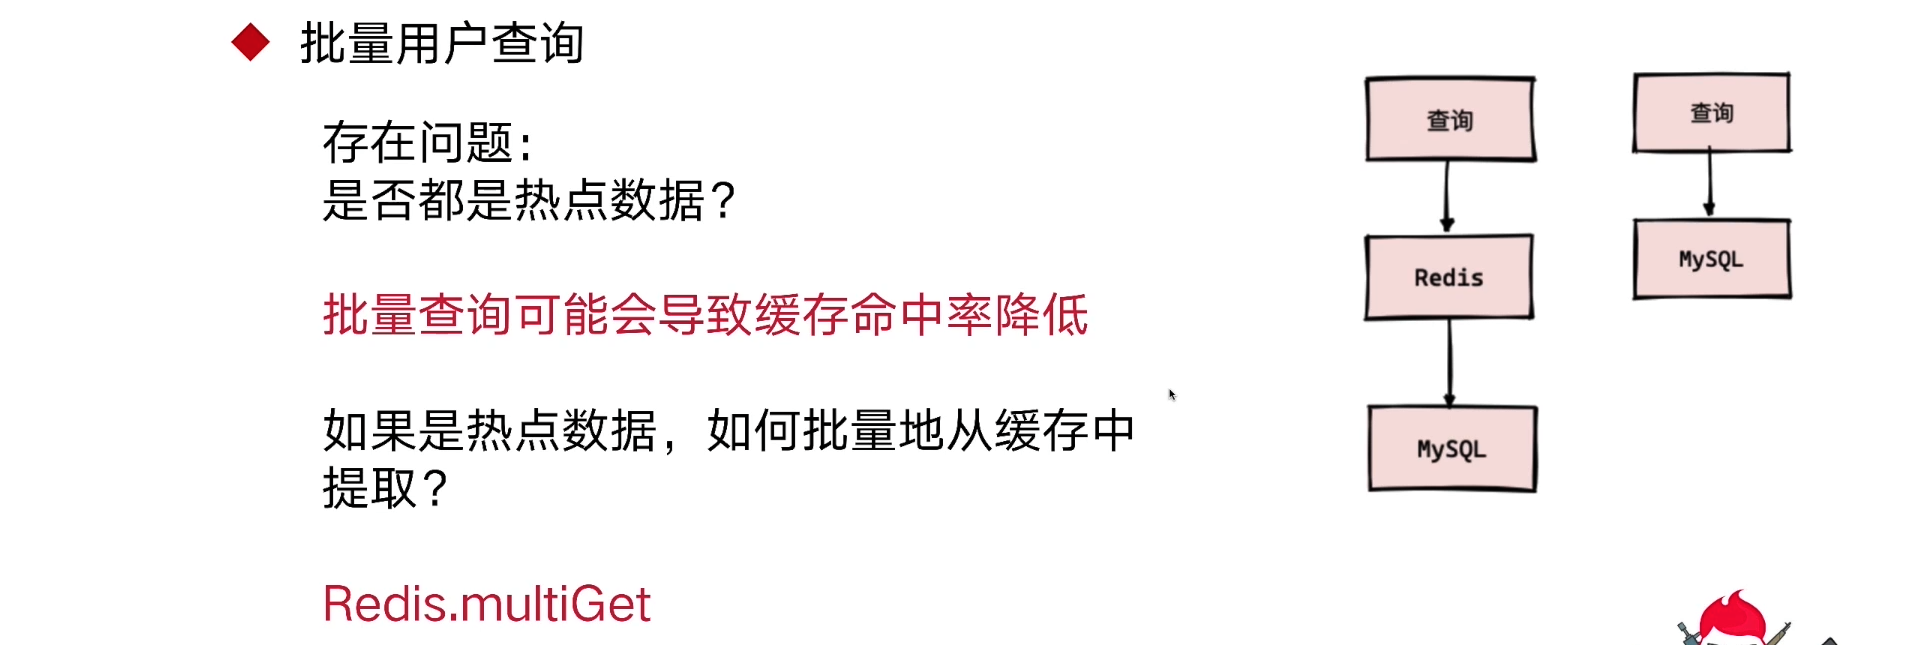 批量用户查询
存在问题：
是否都是热点数据？
批量查询可能会导致缓存命中率降低
如果是热点数据，如何批量地从缓存中
提取？
Redis.multiGet
查询
Redis
MySQL
查询
MySQL